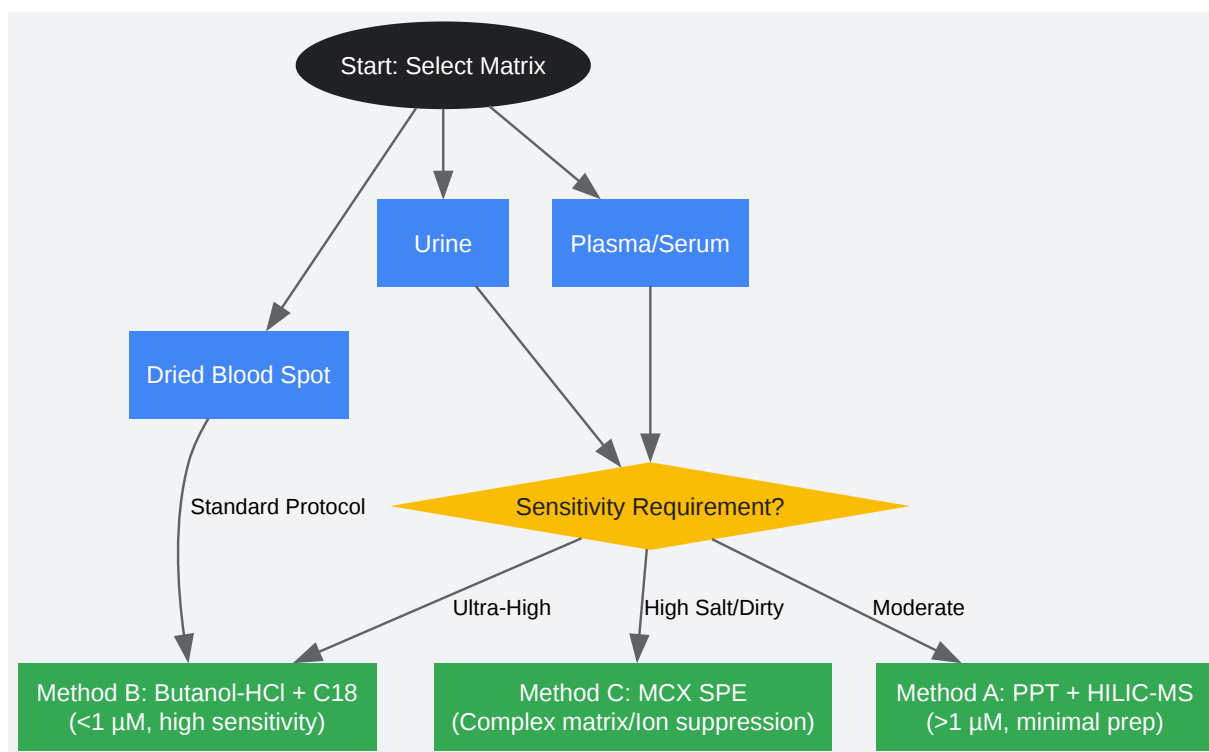 Start: Select Matrix
Urine
Plasma/Serum
Dried Blood Spot
Standard Protocol
Sensitivity Requirement?
Ultra-High
High Salt/Dirty
Moderate
Method B: Butanol-HCl + C18
(<1 µM, high sensitivity)
Method C: MCX SPE
(Complex matrix/Ion suppression)
Method A: PPT + HILIC-MS
(>1 µM, minimal prep)